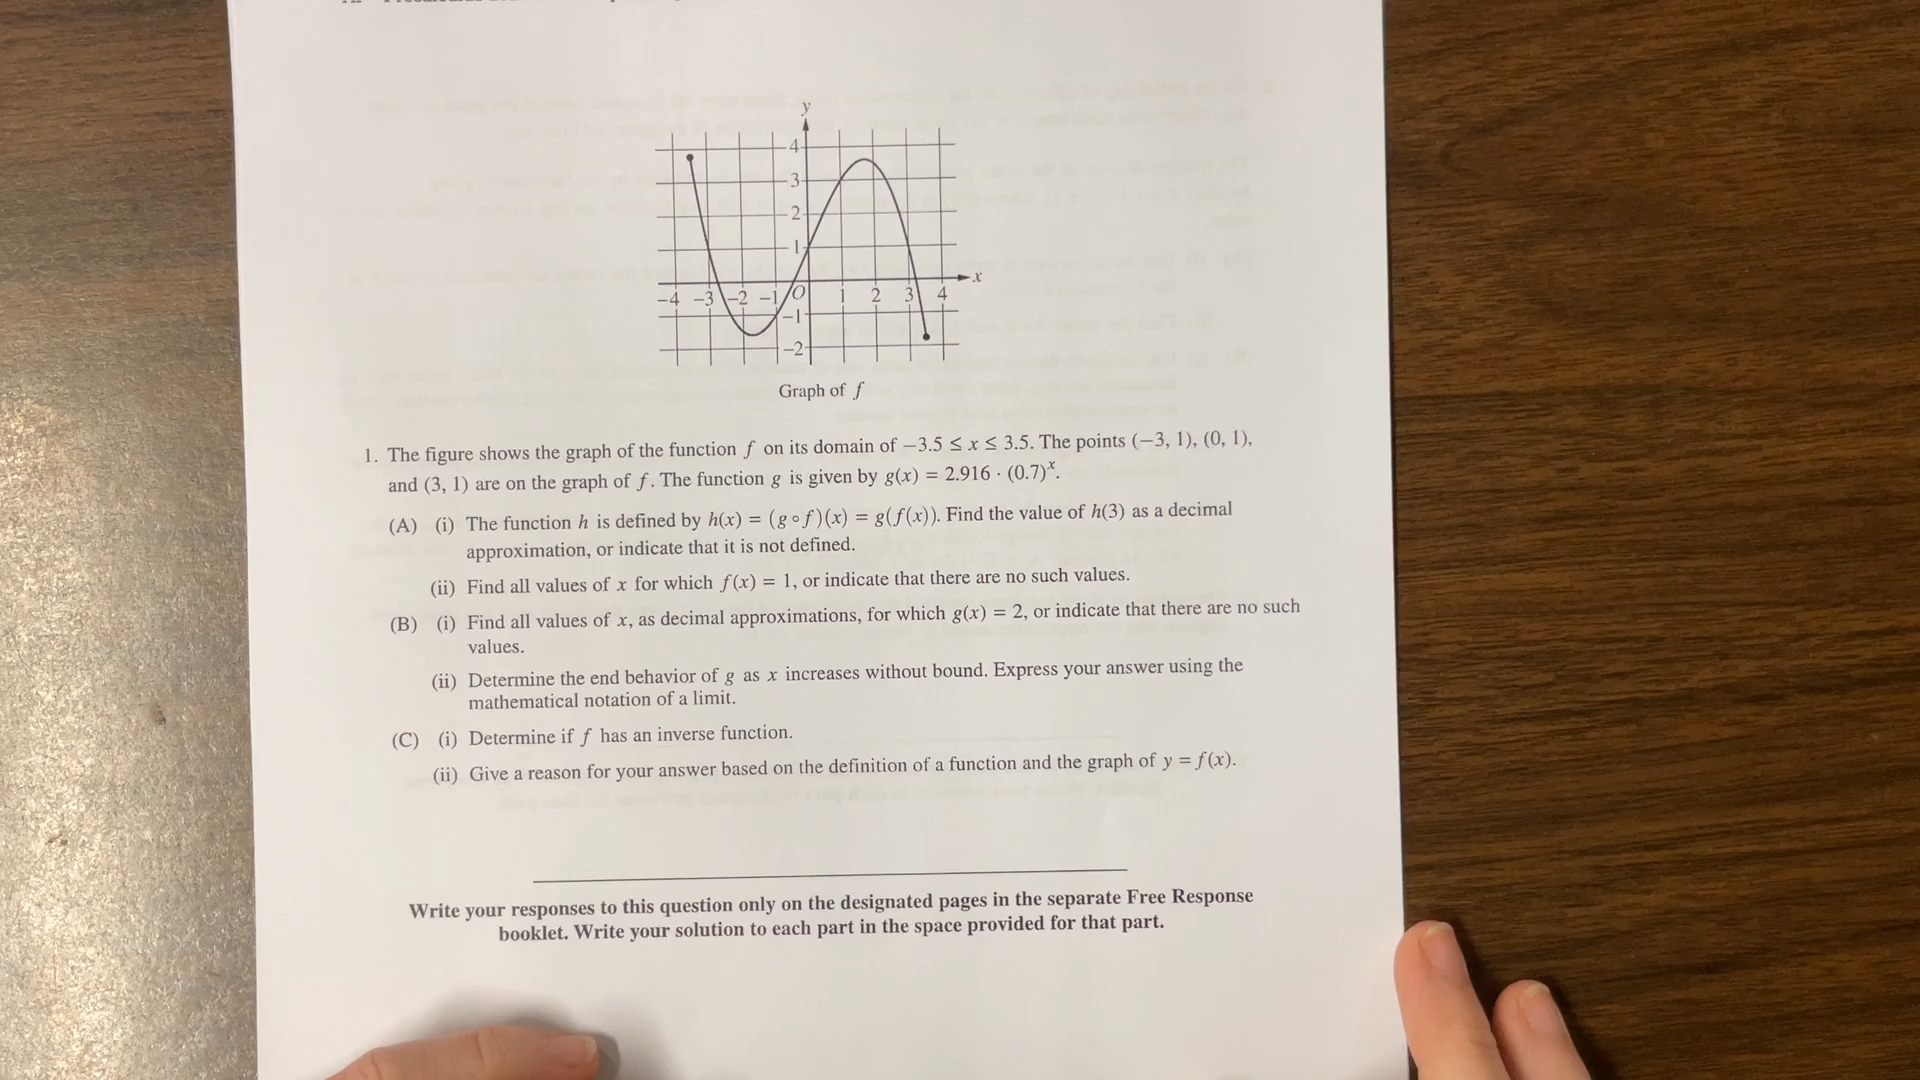 y
4
3
2
1
x
−4 −3 −2 −1 O 1 2 3 4
−1
−2
Graph of f
1. The figure shows the graph of the function f on its domain of −3.5 ≤ x ≤ 3.5. The points (−3, 1), (0, 1),
and (3, 1) are on the graph of f. The function g is given by g(x) = 2.916 · (0.7)ˣ.
(A) (i) The function h is defined by h(x) = (g ∘ f)(x) = g(f(x)). Find the value of h(3) as a decimal
approximation, or indicate that it is not defined.
(ii) Find all values of x for which f(x) = 1, or indicate that there are no such values.
(B) (i) Find all values of x, as decimal approximations, for which g(x) = 2, or indicate that there are no such
values.
(ii) Determine the end behavior of g as x increases without bound. Express your answer using the
mathematical notation of a limit.
(C) (i) Determine if f has an inverse function.
(ii) Give a reason for your answer based on the definition of a function and the graph of y = f(x).
Write your responses to this question only on the designated pages in the separate Free Response
booklet. Write your solution to each part in the space provided for that part.